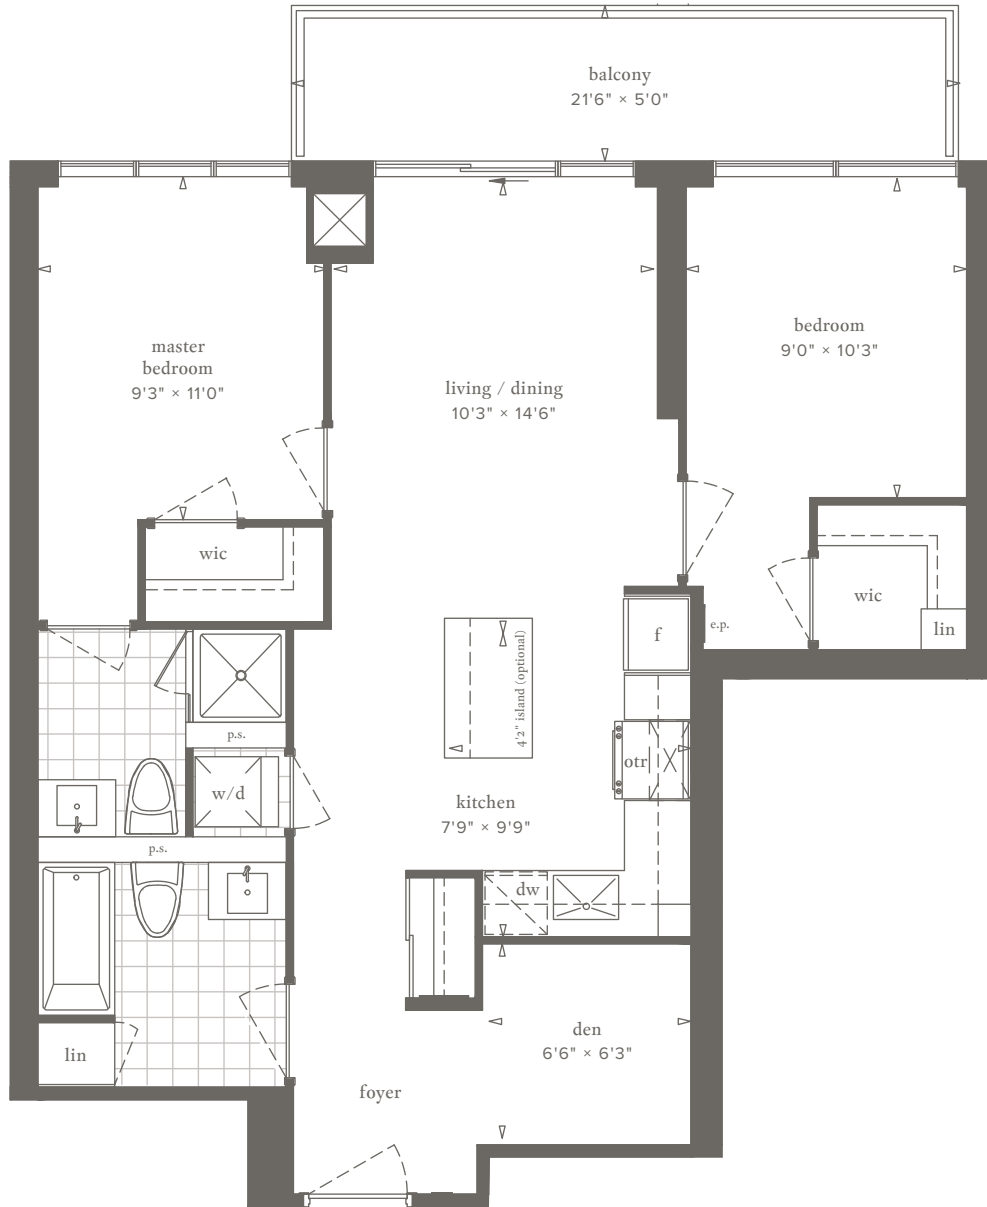 balcony
21'6" × 5'0"
master
bedroom
9'3" × 11'0"
living / dining
10'3" × 14'6"
bedroom
9'0" × 10'3"
wic
wic
lin
e.p.
f
4'2" island (optional)
p.s.
otr
w/d
kitchen
7'9" × 9'9"
p.s.
dw
den
6'6" × 6'3"
lin
foyer